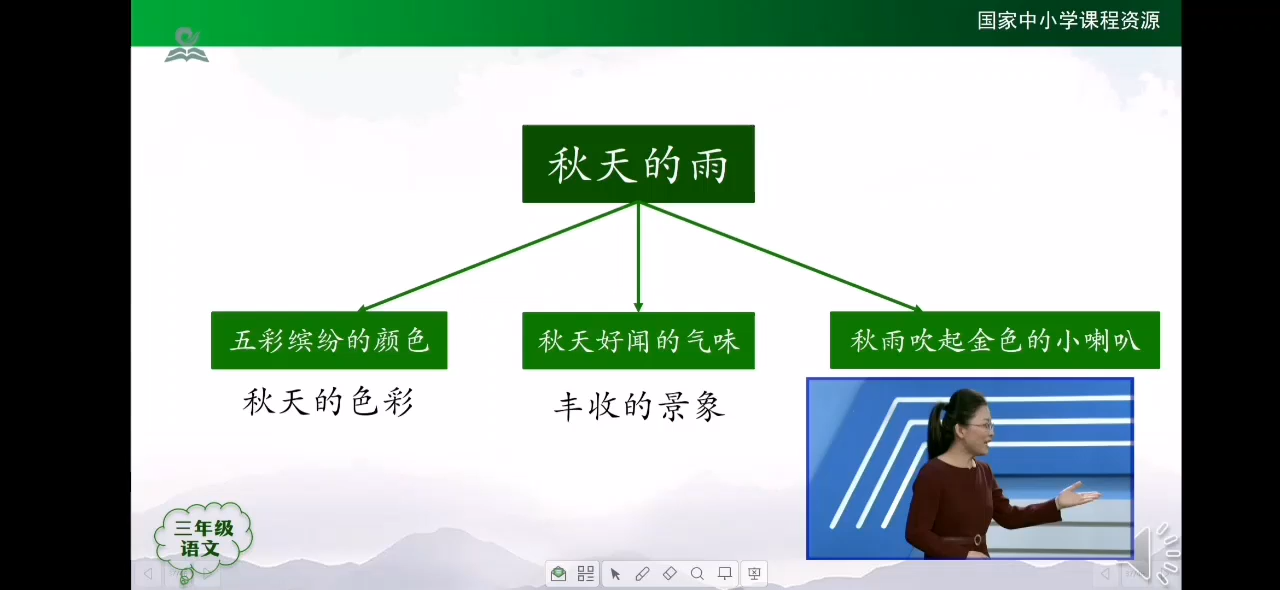 国家中小学课程资源
秋天的雨
五彩缤纷的颜色
秋天好闻的气味
秋雨吹起金色的小喇叭
秋天的色彩
丰收的景象
三年级
语文